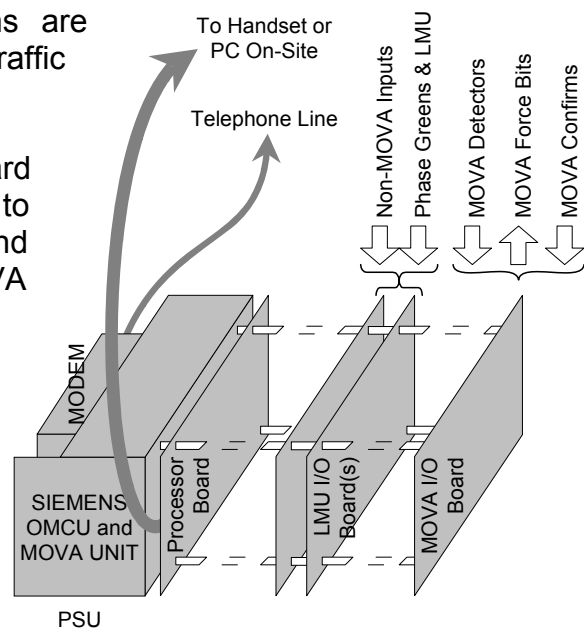 ns are
raffic
ard
to
nd
VA
To Handset or
PC On-Site
Telephone Line
Non-MOVA Inputs
Phase Greens & LMU
MOVA Detectors
MOVA Force Bits
MOVA Confirms
MODEM
SIEMENS
OMCU and
MOVA UNIT
Processor
Board
LMU I/O
Board(s)
MOVA I/O
Board
PSU